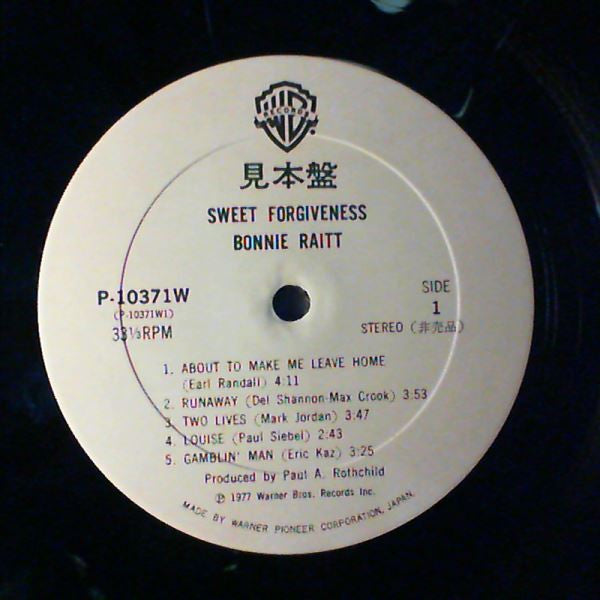 WB RECORDS
見本盤
SWEET FORGIVENESS
BONNIE RAITT
P-10371W
(P-10371W1)
33⅓RPM
SIDE
1
STEREO (非売品)
1. ABOUT TO MAKE ME LEAVE HOME
(Earl Randall) 4:11
2. RUNAWAY (Del Shannon-Max Crook) 3:53
3. TWO LIVES (Mark Jordan) 3:47
4. LOUISE (Paul Siebel) 2:43
5. GAMBLIN' MAN (Eric Kaz) 3:25
Produced by Paul A. Rothchild
℗ 1977 Warner Bros. Records Inc.
MADE BY WARNER PIONEER CORPORATION, JAPAN.